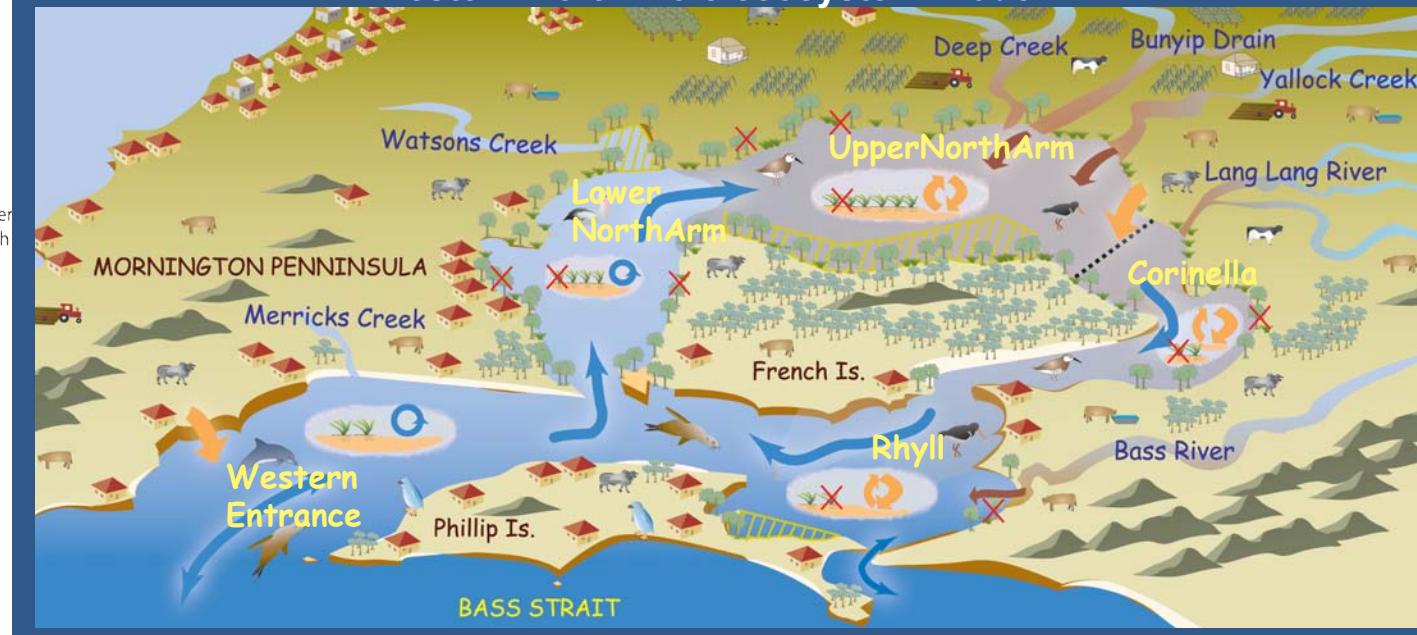 Deep Creek
Bunyip Drain
Yallock Creek
Watsons Creek
UpperNorthArm
Lang Lang River
Lower
NorthArm
MORNINGTON PENNINSULA
Corinella
Merricks Creek
French Is.
Rhyll
Bass River
Western
Entrance
Phillip Is.
BASS STRAIT